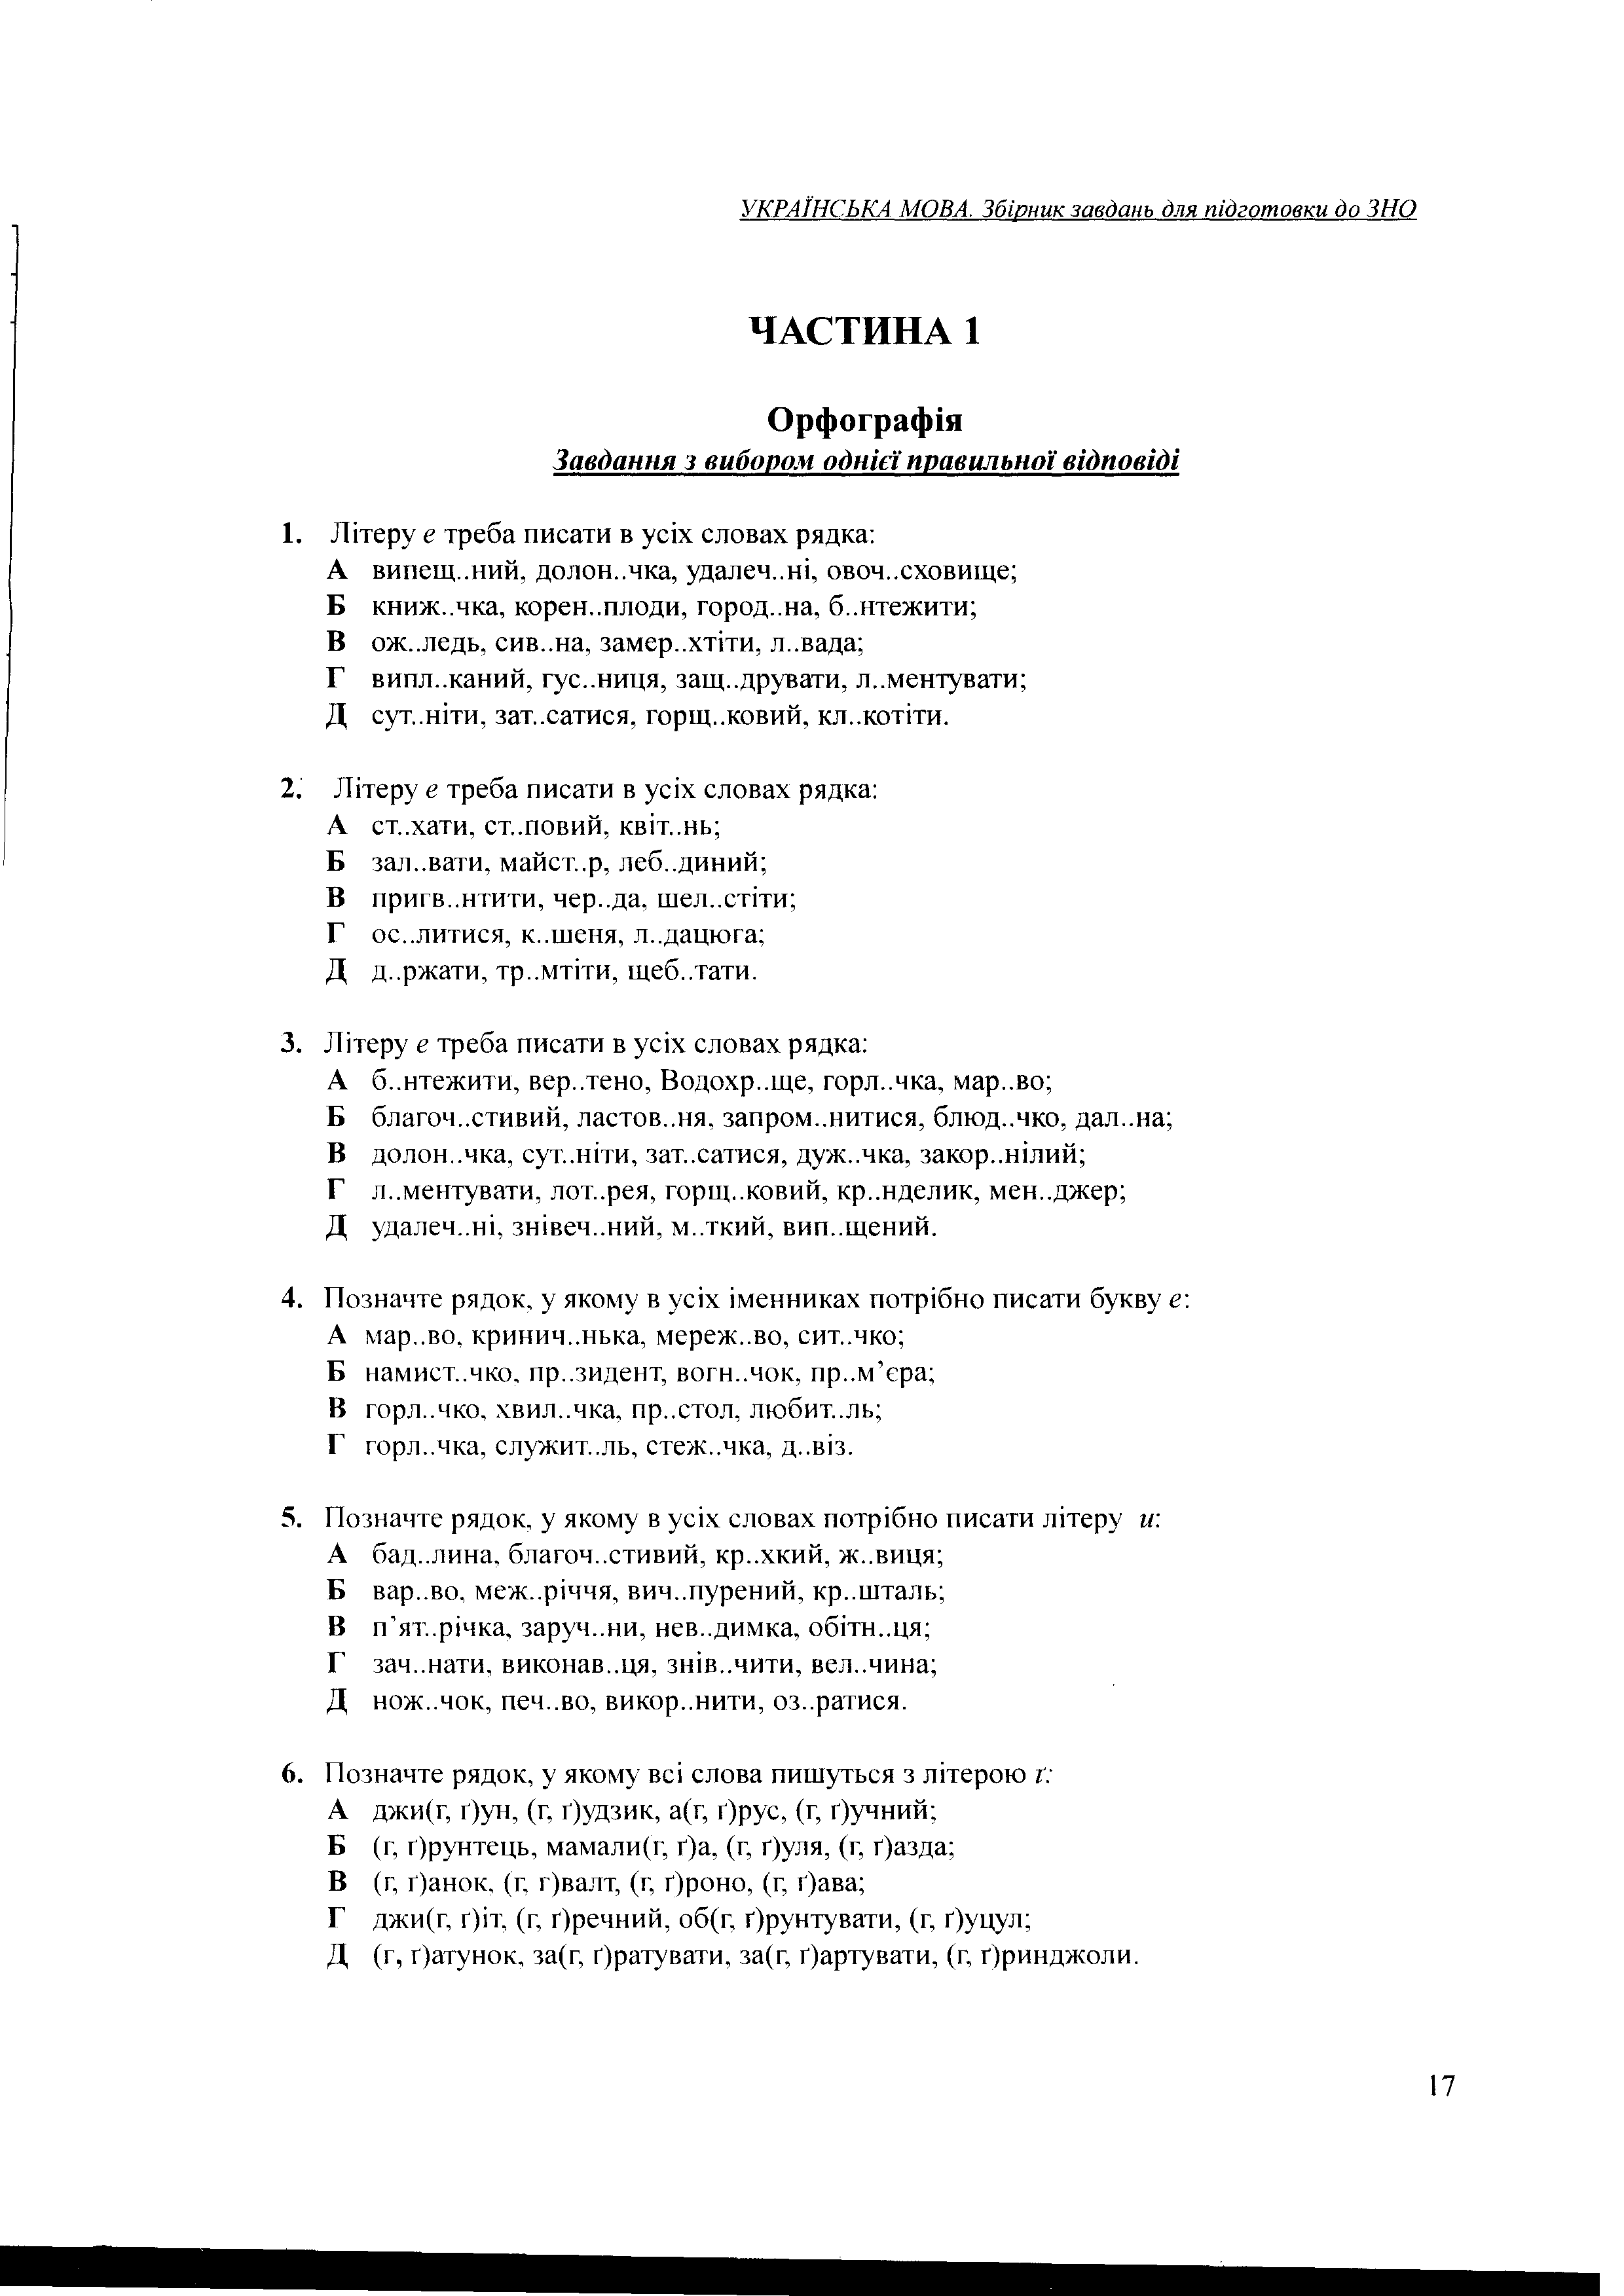 УКРАЇНСЬКА МОВА. Збірник завдань для підготовки до ЗНО
ЧАСТИНА 1
Орфографія
Завдання з вибором однієї правильної відповіді
1. Літеру е треба писати в усіх словах рядка:
А випещ..ний, долон..чка, удалеч..ні, овоч..сховище;
Б книж..чка, корен..плоди, город..на, б..нтежити;
В ож..ледь, сив..на, замер..хтіти, л..вада;
Г випл..каний, гус..ниця, защ..друвати, л..ментувати;
Д сут..ніти, зат..сатися, горщ..ковий, кл..котіти.
2. Літеру е треба писати в усіх словах рядка:
А ст..хати, ст..повий, квіт..нь;
Б зал..вати, майст..р, леб..диний;
В пригв..нтити, чер..да, шел..стіти;
Г ос..литися, к..шеня, л..дацюга;
Д д..ржати, тр..мтіти, щеб..тати.
3. Літеру е треба писати в усіх словах рядка:
А б..нтежити, вер..тено, Водохр..ще, горл..чка, мар..во;
Б благоч..стивий, ластов..ня, запром..нитися, блюд..чко, дал..на;
В долон..чка, сут..ніти, зат..сатися, дуж..чка, закор..нілий;
Г л..ментувати, лот..рея, горщ..ковий, кр..нделик, мен..джер;
Д удалеч..ні, знівеч..ний, м..ткий, вип..щений.
4. Позначте рядок, у якому в усіх іменниках потрібно писати букву е:
А мар..во, кринич..нька, мереж..во, сит..чко;
Б намист..чко, пр..зидент, вогн..чок, пр..м’єра;
В горл..чко, хвил..чка, пр..стол, любит..ль;
Г горл..чка, служит..ль, стеж..чка, д..віз.
5. Позначте рядок, у якому в усіх словах потрібно писати літеру и:
А бад..лина, благоч..стивий, кр..хкий, ж..виця;
Б вар..во, меж..річчя, вич..пурений, кр..шталь;
В п’ят..річка, заруч..ни, нев..димка, обітн..ця;
Г зач..нати, виконав..ця, знів..чити, вел..чина;
Д нож..чок, печ..во, викор..нити, оз..ратися.
6. Позначте рядок, у якому всі слова пишуться з літерою ґ:
А джи(г, ґ)ун, (г, ґ)удзик, а(г, ґ)рус, (г, ґ)учний;
Б (г, ґ)рунтець, мамали(г, ґ)а, (г, ґ)уля, (г, ґ)азда;
В (г, ґ)анок, (г, г)валт, (г, ґ)роно, (г, ґ)ава;
Г джи(г, ґ)іт, (г, ґ)речний, об(г, ґ)рунтувати, (г, ґ)уцул;
Д (г, ґ)атунок, за(г, ґ)ратувати, за(г, ґ)артувати, (г, ґ)ринджоли.
17